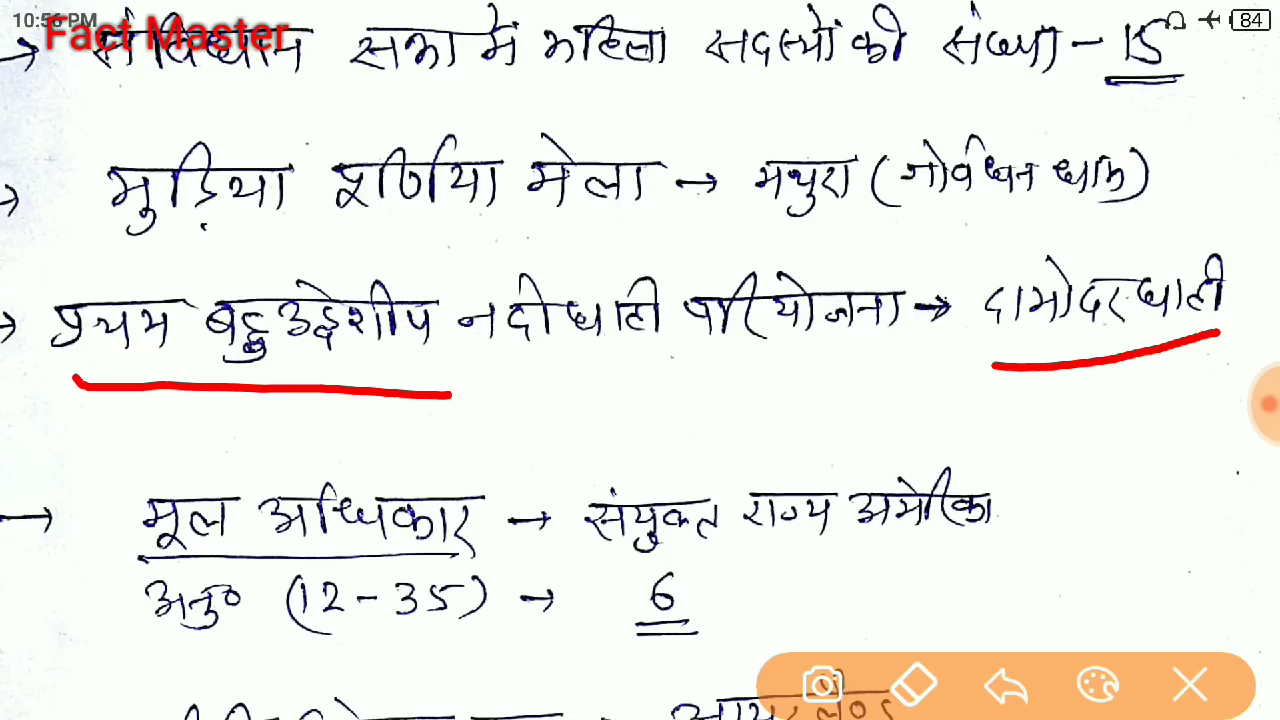 10:56 PM
84
Fact Master
→ संविधान सभा में महिला सदस्यों की संख्या - 15
→ मुड़िया पूर्णिमा मेला → मथुरा (गोवर्धन धाम)
→ प्रथम बहुउद्देशीय नदी घाटी परियोजना → दामोदर घाटी
→ मूल अधिकार → संयुक्त राज्य अमेरिका
अनु० (12-35) → 6